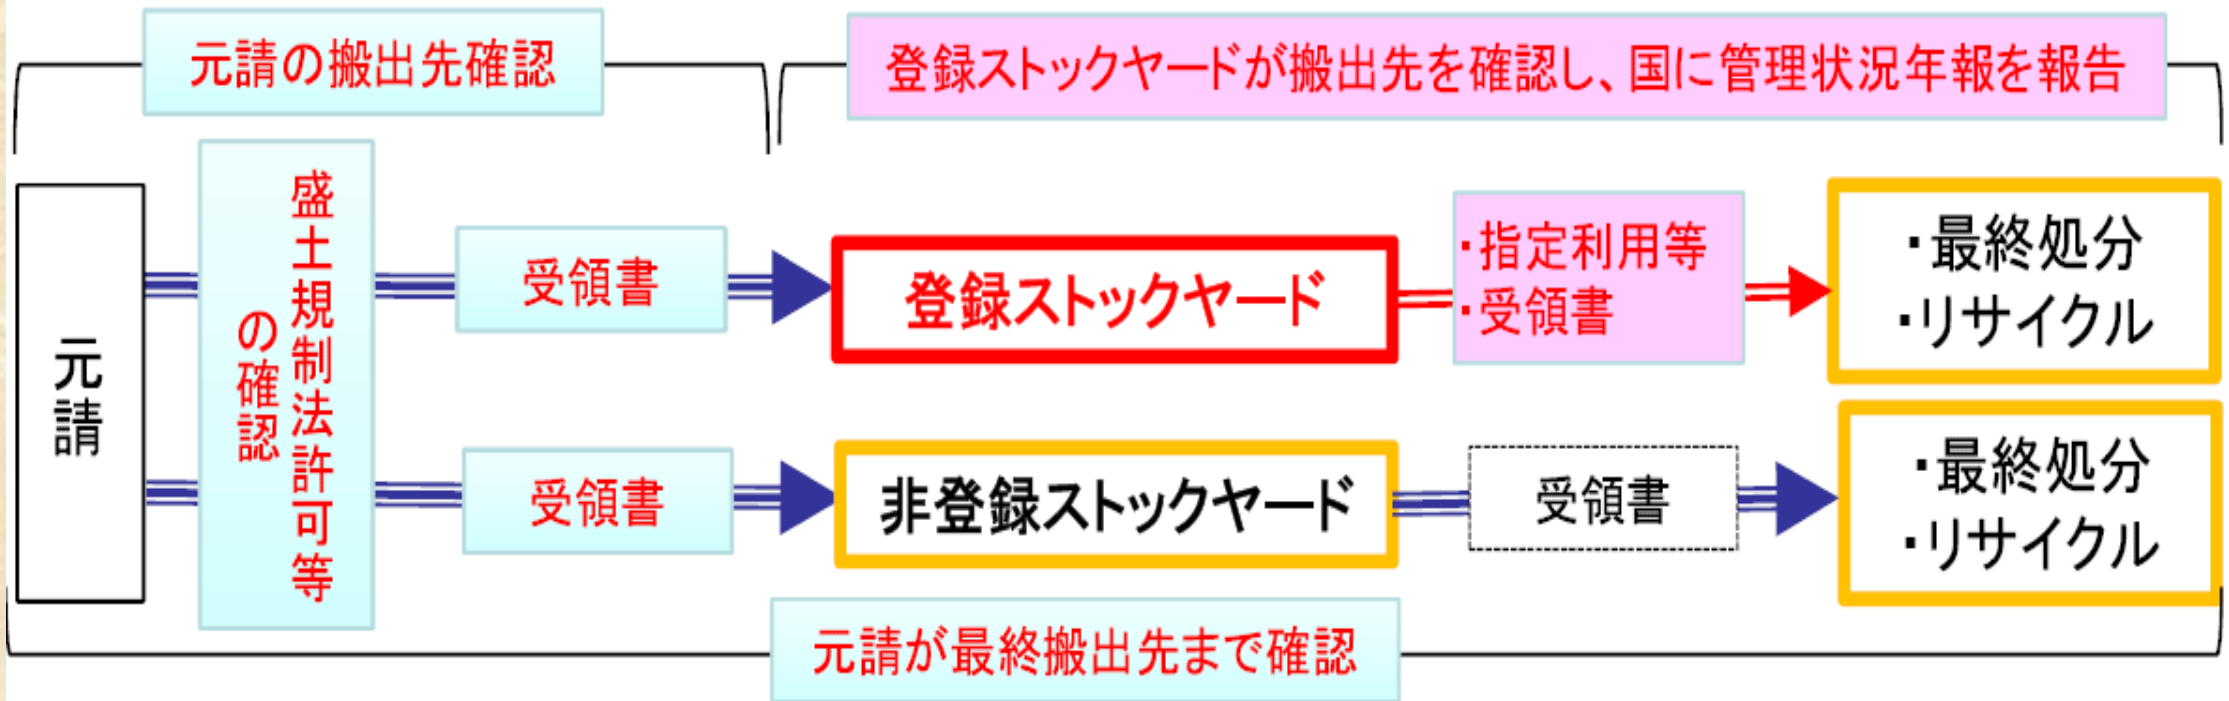 元請の搬出先確認
登録ストックヤードが搬出先を確認し、国に管理状況年報を報告
元請
盛土規制法許可等
の確認
受領書
登録ストックヤード
・指定利用等
・受領書
・最終処分
・リサイクル
受領書
非登録ストックヤード
受領書
・最終処分
・リサイクル
元請が最終搬出先まで確認